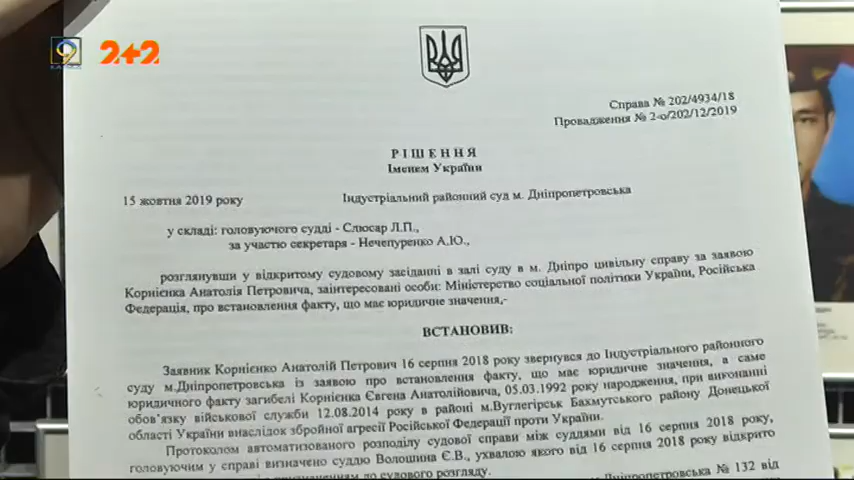 2+2
Справа № 202/4934/18
Провадження № 2-о/202/12/2019
РІШЕННЯ
Іменем України
15 жовтня 2019 року Індустріальний районний суд м. Дніпропетровська
у складі: головуючого судді - Слюсар Л.П.,
за участю секретаря - Нечепуренко А.Ю.,
розглянувши у відкритому судовому засіданні в залі суду в м. Дніпро цивільну справу за заявою
Корнієнка Анатолія Петровича, заінтересовані особи: Міністерство соціальної політики України, Російська
Федерація, про встановлення факту, що має юридичне значення,-
ВСТАНОВИВ:
Заявник Корнієнко Анатолій Петрович 16 серпня 2018 року звернувся до Індустріального районного
суду м.Дніпропетровська із заявою про встановлення факту, що має юридичне значення, а саме
юридичного факту загибелі Корнієнка Євгена Анатолійовича, 05.03.1992 року народження, при виконанні
обов'язку військової служби 12.08.2014 року в районі м.Вуглегірськ Бахмутського району Донецької
області України внаслідок збройної агресії Російської Федерації проти України.
Протоколом автоматизованого розподілу судової справи між суддями від 16 серпня 2018 року,
головуючим у справі визначено суддю Волошина Є.В., ухвалою якого від 16 серпня 2018 року відкрито
призначенням до судового розгляду.
Дніпропетровська № 132 від